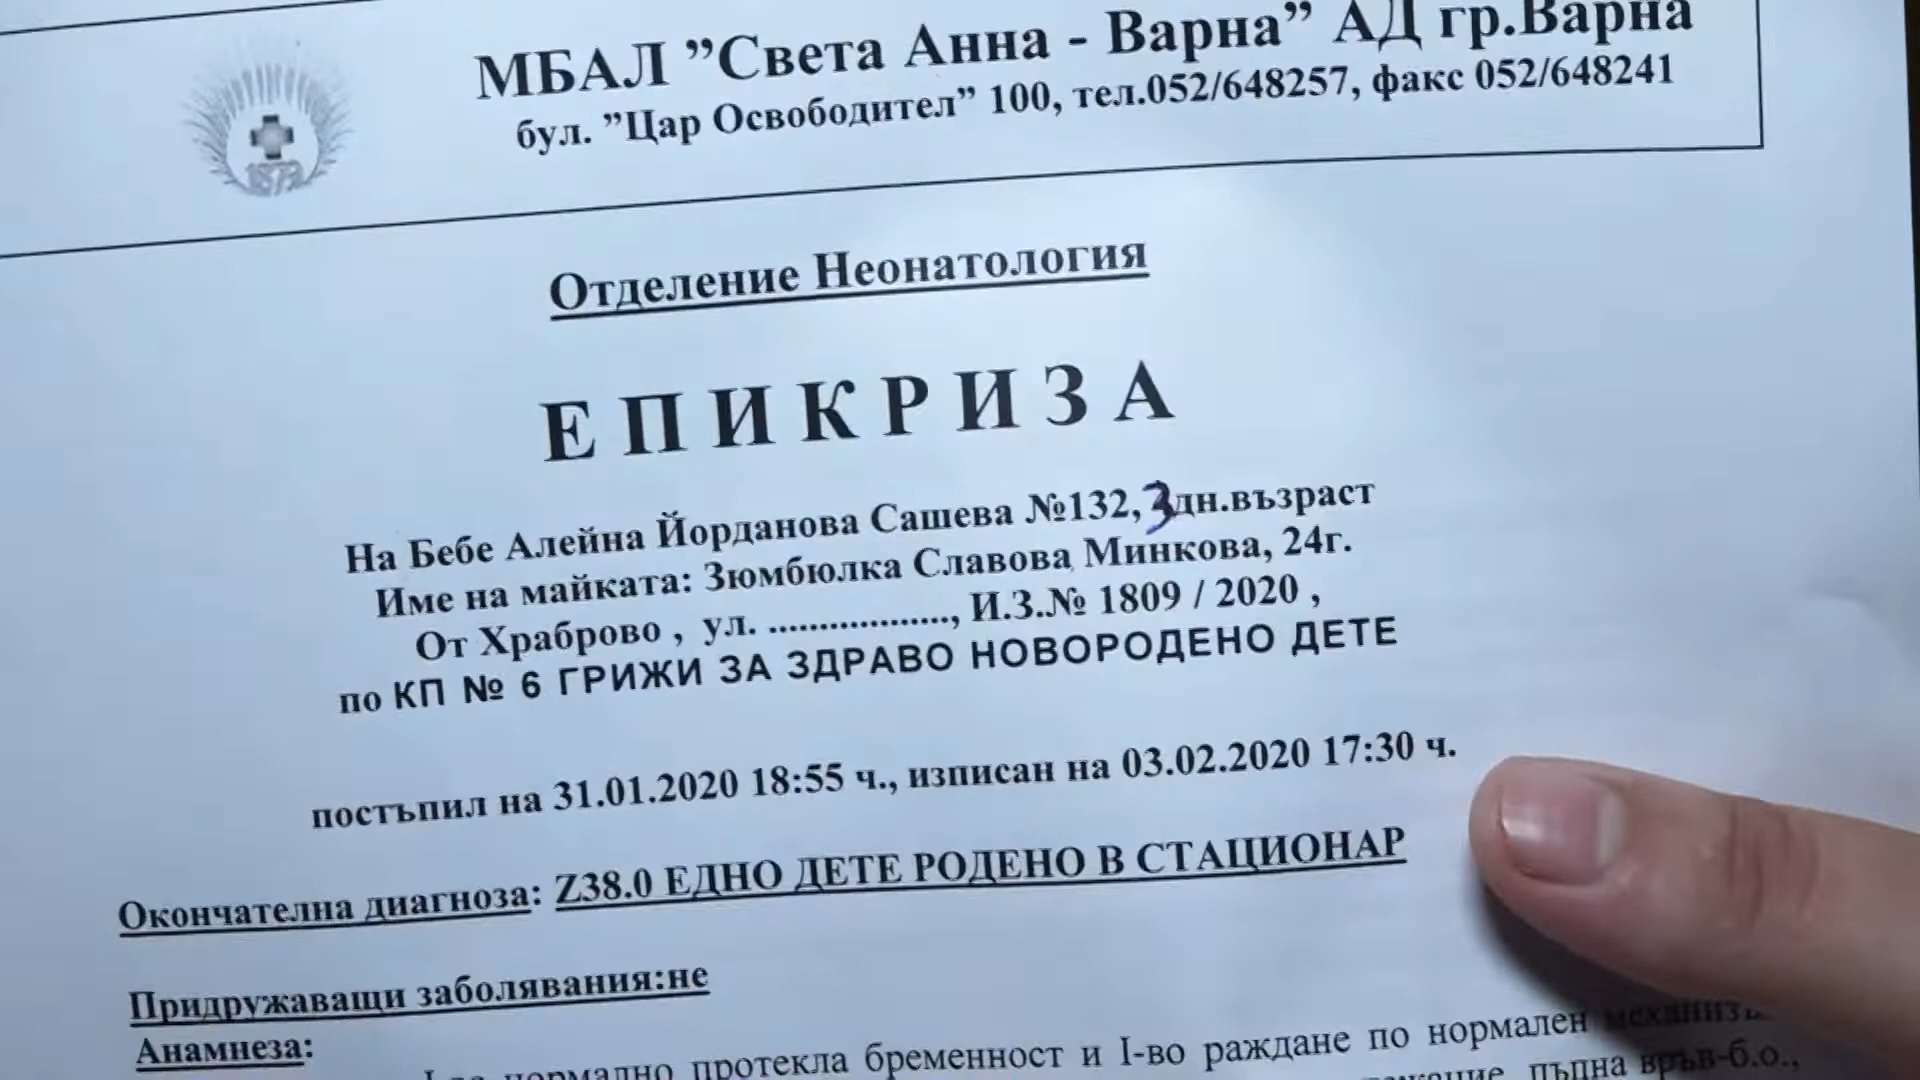 МБАЛ ”Света Анна - Варна” АД гр.Варна
бул. ”Цар Освободител” 100, тел.052/648257, факс 052/648241
1879
Отделение Неонатология
ЕПИКРИЗА
На Бебе Алейна Йорданова Сашева №132, 3дн.възраст
Име на майката: Зюмбюлка Славова Минкова, 24г.
От Храброво , ул. .................., И.З.№ 1809 / 2020 ,
по КП № 6 ГРИЖИ ЗА ЗДРАВО НОВОРОДЕНО ДЕТЕ
постъпил на 31.01.2020 18:55 ч., изписан на 03.02.2020 17:30 ч.
Окончателна диагноза: Z38.0 ЕДНО ДЕТЕ РОДЕНО В СТАЦИОНАР
Придружаващи заболявания:не
Анамнеза:
нормално протекла бременност и I-во раждане по нормален
пъпна връв-б.о.,